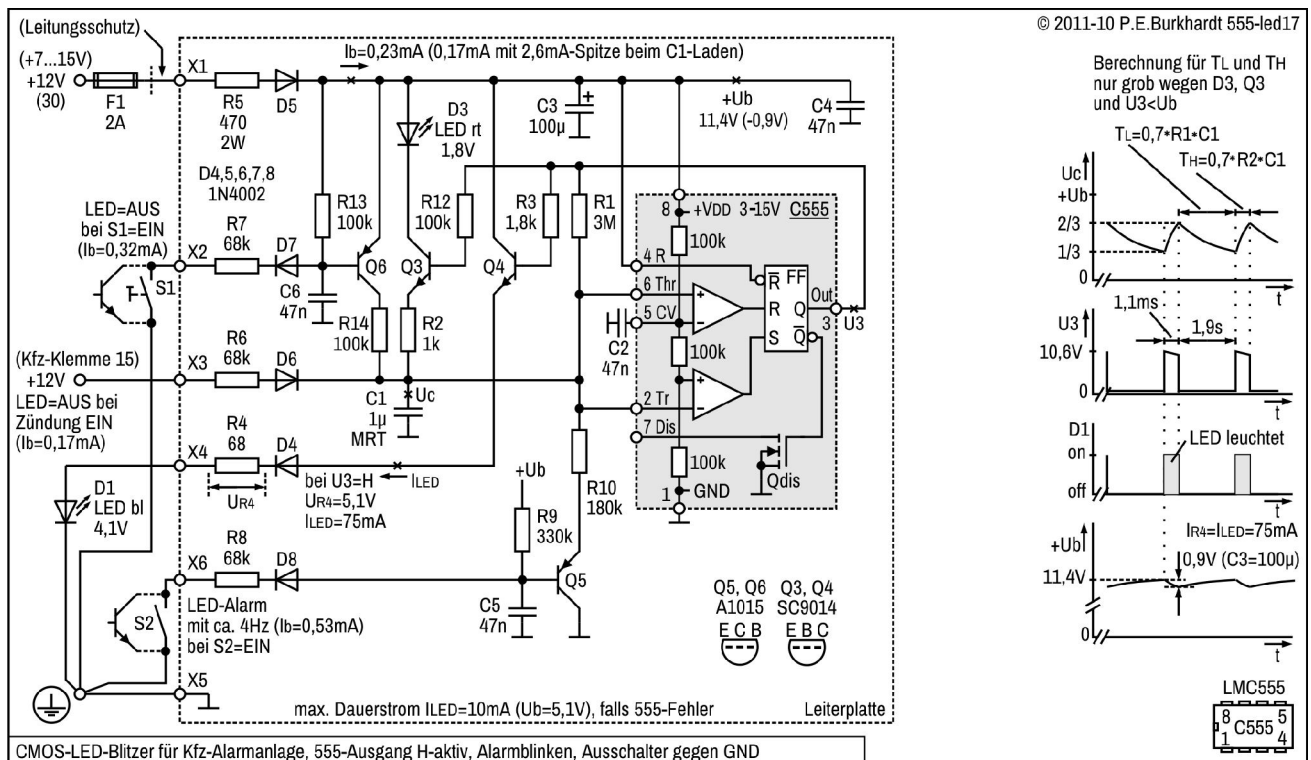 (Leitungsschutz)
© 2011-10 P.E.Burkhardt 555-led17
(+7...15V)
+12V
(30)
F1
2A
X1
R5
470
2W
D5
Ib=0,23mA (0,17mA mit 2,6mA-Spitze beim C1-Laden)
D3
LED rt
1,8V
C3
100µ
+
+Ub
11,4V (-0,9V)
C4
47n
D4,5,6,7,8
1N4002
LED=AUS
bei S1=EIN
(Ib=0,32mA)
X2
R7
68k
D7
S1
R13
100k
R12
100k
R3
1,8k
R1
3M
Q6
Q3
Q4
C6
47n
R14
100k
R2
1k
8
+VDD 3-15V
C555
100k
4 R
6 Thr
5 CV
C2
47n
100k
2 Tr
7 Dis
100k
1
GND
+
−
+
−
R
FF
R
Q
S
Q
Out
3
U3
Qdis
(Kfz-Klemme 15)
+12V
LED=AUS bei
Zündung EIN
(Ib=0,17mA)
X3
R6
68k
D6
C1
1µ
MRT
Uc
X4
R4
68
D4
UR4
bei U3=H
UR4=5,1V
ILED=75mA
ILED
D1
LED bl
4,1V
+Ub
R9
330k
R10
180k
X6
R8
68k
D8
Q5
C5
47n
S2
LED-Alarm
mit ca. 4Hz (Ib=0,53mA)
bei S2=EIN
X5
Q5, Q6
A1015
E C B
Q3, Q4
SC9014
E B C
max. Dauerstrom ILED=10mA (Ub=5,1V), falls 555-Fehler
Leiterplatte
Berechnung für TL und TH
nur grob wegen D3, Q3
und U3<Ub
TL=0,7*R1*C1
TH=0,7*R2*C1
Uc
+Ub
2/3
1/3
0
t
1,1ms
1,9s
U3
10,6V
0
t
D1
on
off
LED leuchtet
t
IR4=ILED=75mA
+Ub
0,9V (C3=100µ)
11,4V
0
t
LMC555
8
5
C555
1
4
CMOS-LED-Blitzer für Kfz-Alarmanlage, 555-Ausgang H-aktiv, Alarmblinken, Ausschalter gegen GND